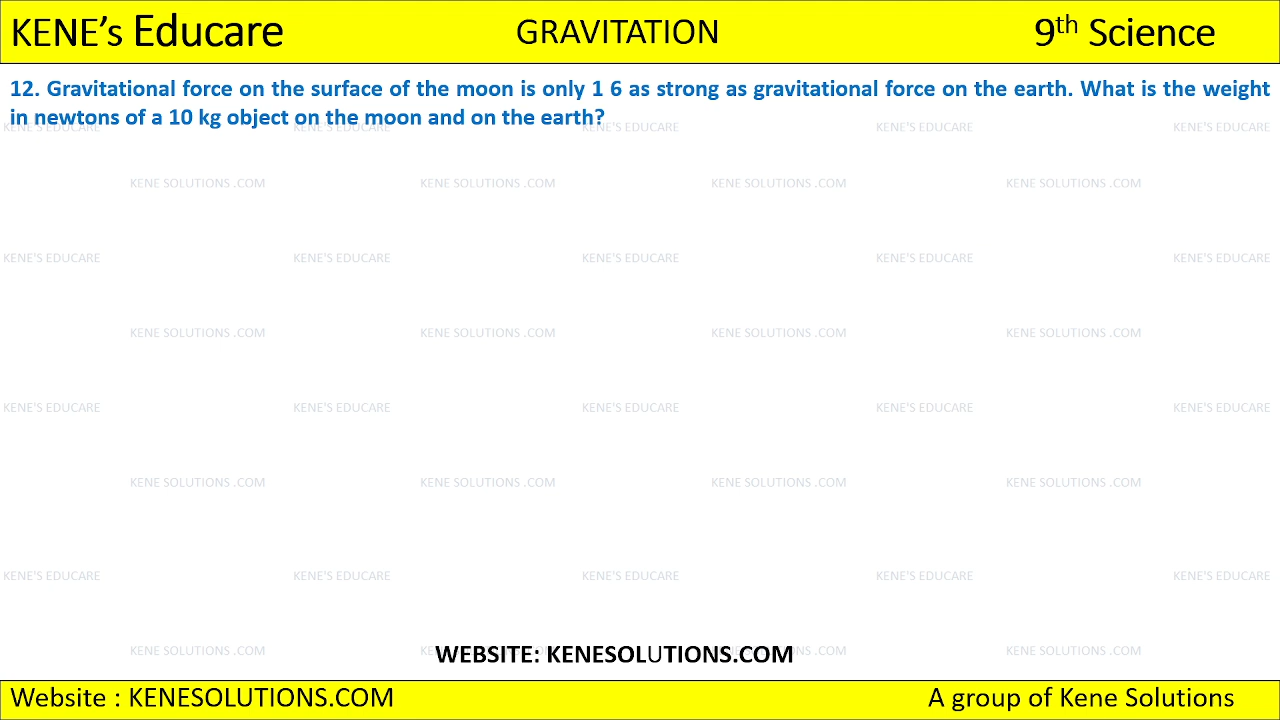 KENE's Educare GRAVITATION 9th Science
12. Gravitational force on the surface of the moon is only 1 6 as strong as gravitational force on the earth. What is the weight
in newtons of a 10 kg object on the moon and on the earth?
KENE'S EDUCARE KENE'S EDUCARE KENE'S EDUCARE KENE'S EDUCARE KENE'S EDUCARE
KENE SOLUTIONS .COM KENE SOLUTIONS .COM KENE SOLUTIONS .COM KENE SOLUTIONS .COM
KENE'S EDUCARE KENE'S EDUCARE KENE'S EDUCARE KENE'S EDUCARE KENE'S EDUCARE
KENE SOLUTIONS .COM KENE SOLUTIONS .COM KENE SOLUTIONS .COM KENE SOLUTIONS .COM
KENE'S EDUCARE KENE'S EDUCARE KENE'S EDUCARE KENE'S EDUCARE KENE'S EDUCARE
KENE SOLUTIONS .COM KENE SOLUTIONS .COM KENE SOLUTIONS .COM KENE SOLUTIONS .COM
KENE'S EDUCARE KENE'S EDUCARE KENE'S EDUCARE KENE'S EDUCARE KENE'S EDUCARE
KENE SOLUTIONS .COM KENE SOLUTIONS .COM KENE SOLUTIONS .COM KENE SOLUTIONS .COM
WEBSITE: KENESOLUTIONS.COM
Website : KENESOLUTIONS.COM A group of Kene Solutions